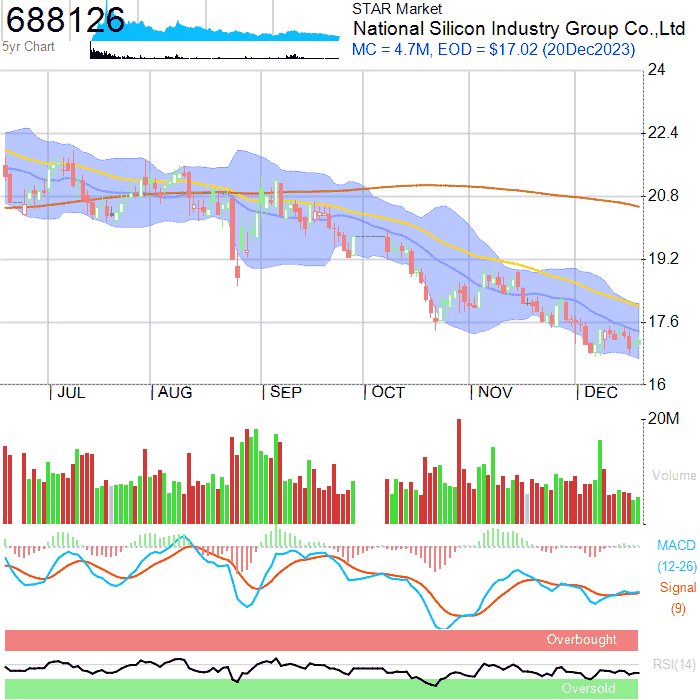 688126
5yr Chart
STAR Market
National Silicon Industry Group Co.,Ltd
MC = 4.7M, EOD = $17.02 (20Dec2023)
24
22.4
20.8
19.2
17.6
16
JUL AUG SEP OCT NOV DEC
20M
Volume
MACD
(12-26)
Signal
(9)
Overbought
RSI(14)
Oversold